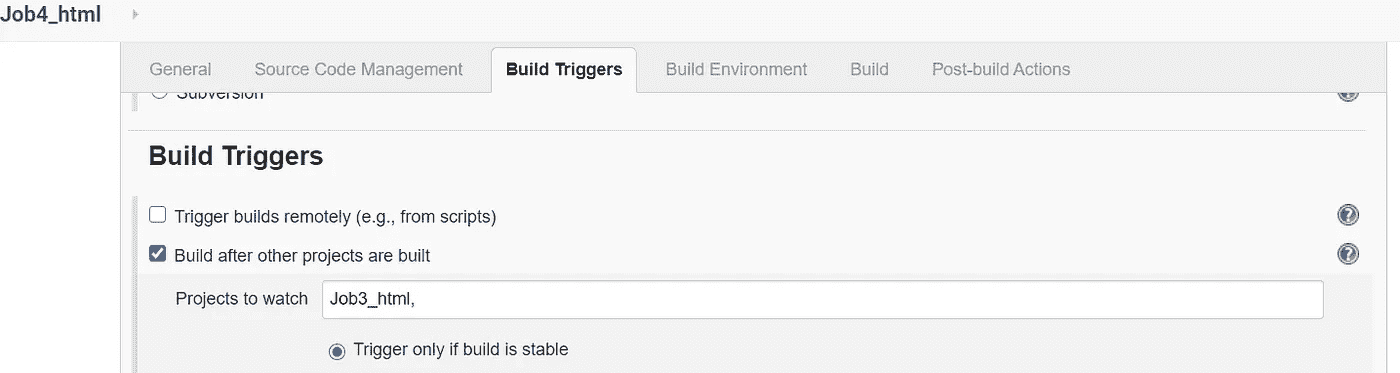 Job4_html
General Source Code Management Build Triggers Build Environment Build Post-build Actions
Subversion
Build Triggers
Trigger builds remotely (e.g., from scripts)
Build after other projects are built
Projects to watch Job3_html,
Trigger only if build is stable